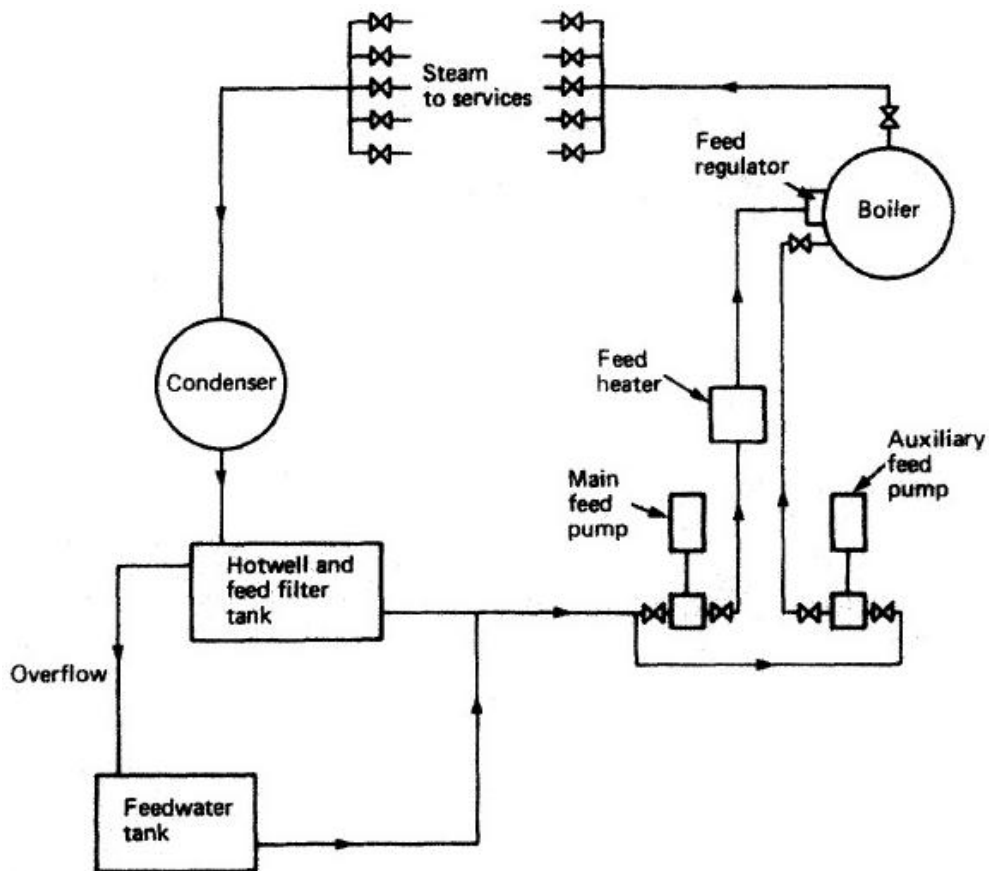 Steam
to services
Feed
regulator
Boiler
Condenser
Feed
heater
Auxiliary
feed
pump
Main
feed
pump
Hotwell and
feed filter
tank
Overflow
Feedwater
tank